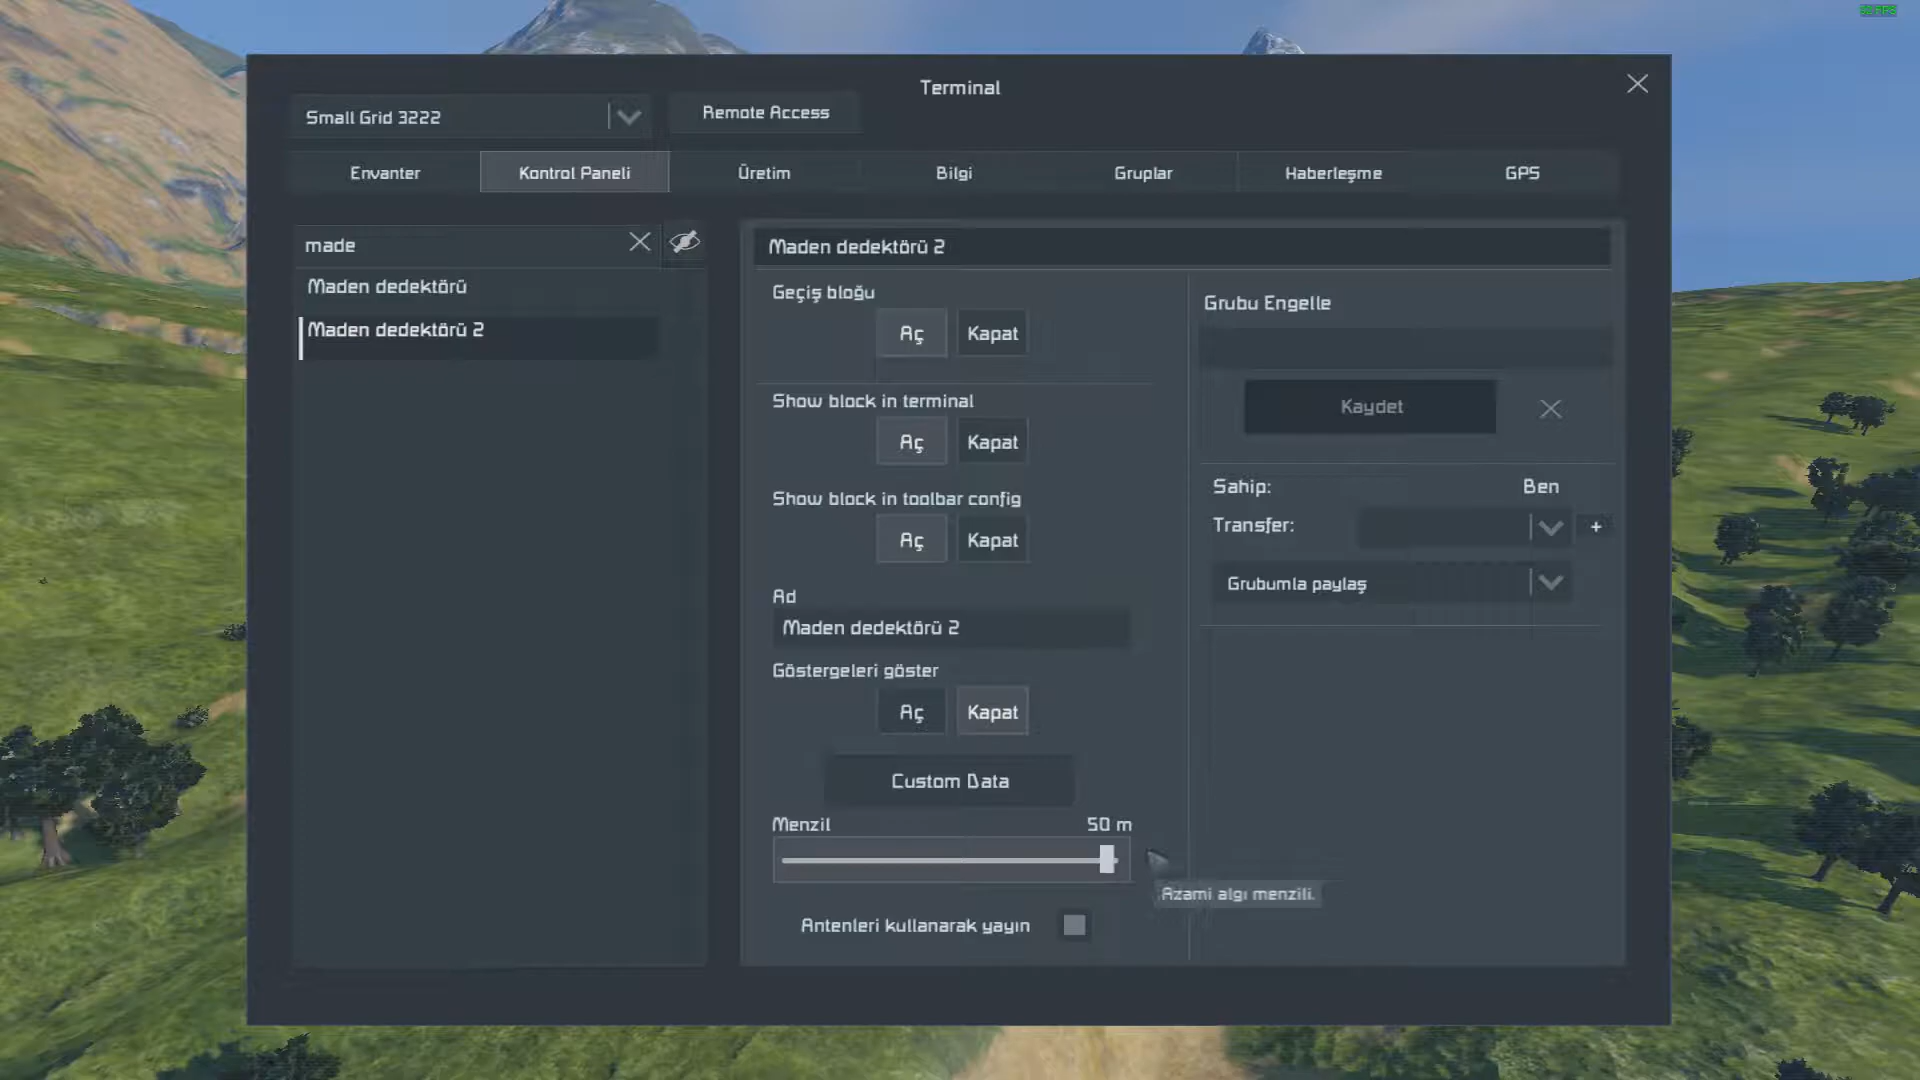 Terminal
Small Grid 3222
Remote Access
Envanter
Kontrol Paneli
Üretim
Bilgi
Gruplar
Haberleşme
GPS
made
Maden dedektörü
Maden dedektörü 2
Maden dedektörü 2
Geçiş bloğu
Aç
Kapat
Show block in terminal
Aç
Kapat
Show block in toolbar config
Aç
Kapat
Ad
Maden dedektörü 2
Göstergeleri göster
Aç
Kapat
Custom Data
Menzil
50 m
Azami algı menzili.
Antenleri kullanarak yayın
Grubu Engelle
Kaydet
Sahip:
Ben
Transfer:
+
Grubumla paylaş